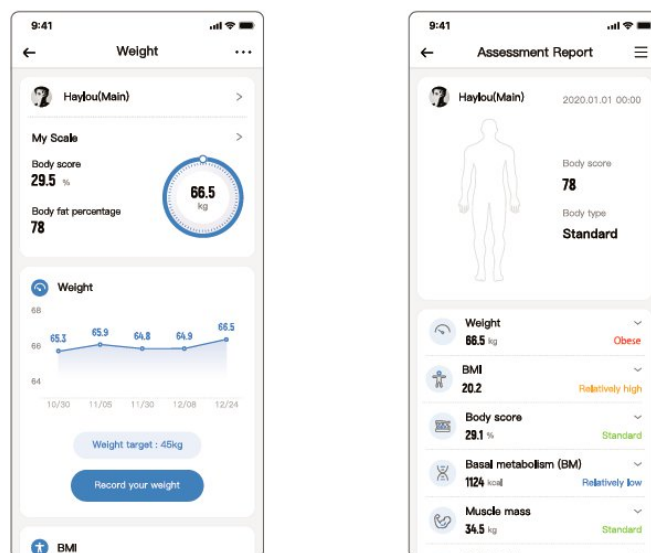 9:41
Weight
Haylou(Main)
My Scale
Body score
29.5 %
Body fat percentage
78
66.5
kg
Weight
68
66
64
65.3
65.9
64.8
64.9
66.5
10/30 11/05 11/30 12/08 12/24
Weight target : 45kg
Record your weight
BMI
9:41
Assessment Report
Haylou(Main) 2020.01.01 00:00
Body score
78
Body type
Standard
Weight
66.5 kg Obese
BMI
20.2 Relatively high
Body score
29.1 % Standard
Basal metabolism (BM)
1124 kcal Relatively low
Muscle mass
34.5 kg Standard